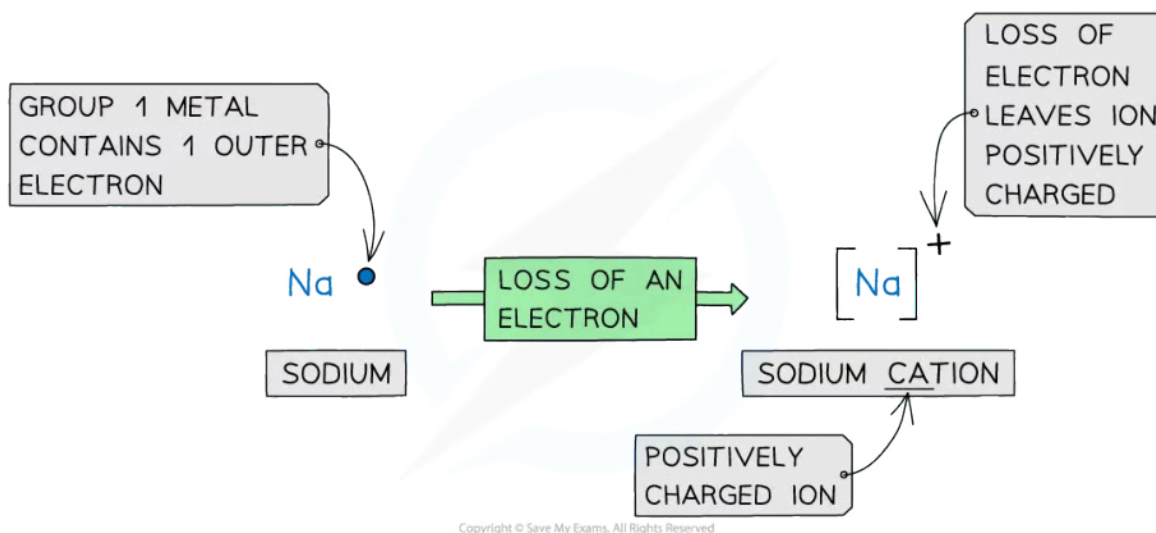 GROUP 1 METAL
CONTAINS 1 OUTER
ELECTRON
LOSS OF
ELECTRON
LEAVES ION
POSITIVELY
CHARGED
Na
LOSS OF AN
ELECTRON
[Na]+
SODIUM
SODIUM CATION
POSITIVELY
CHARGED ION
Copyright © Save My Exams. All Rights Reserved